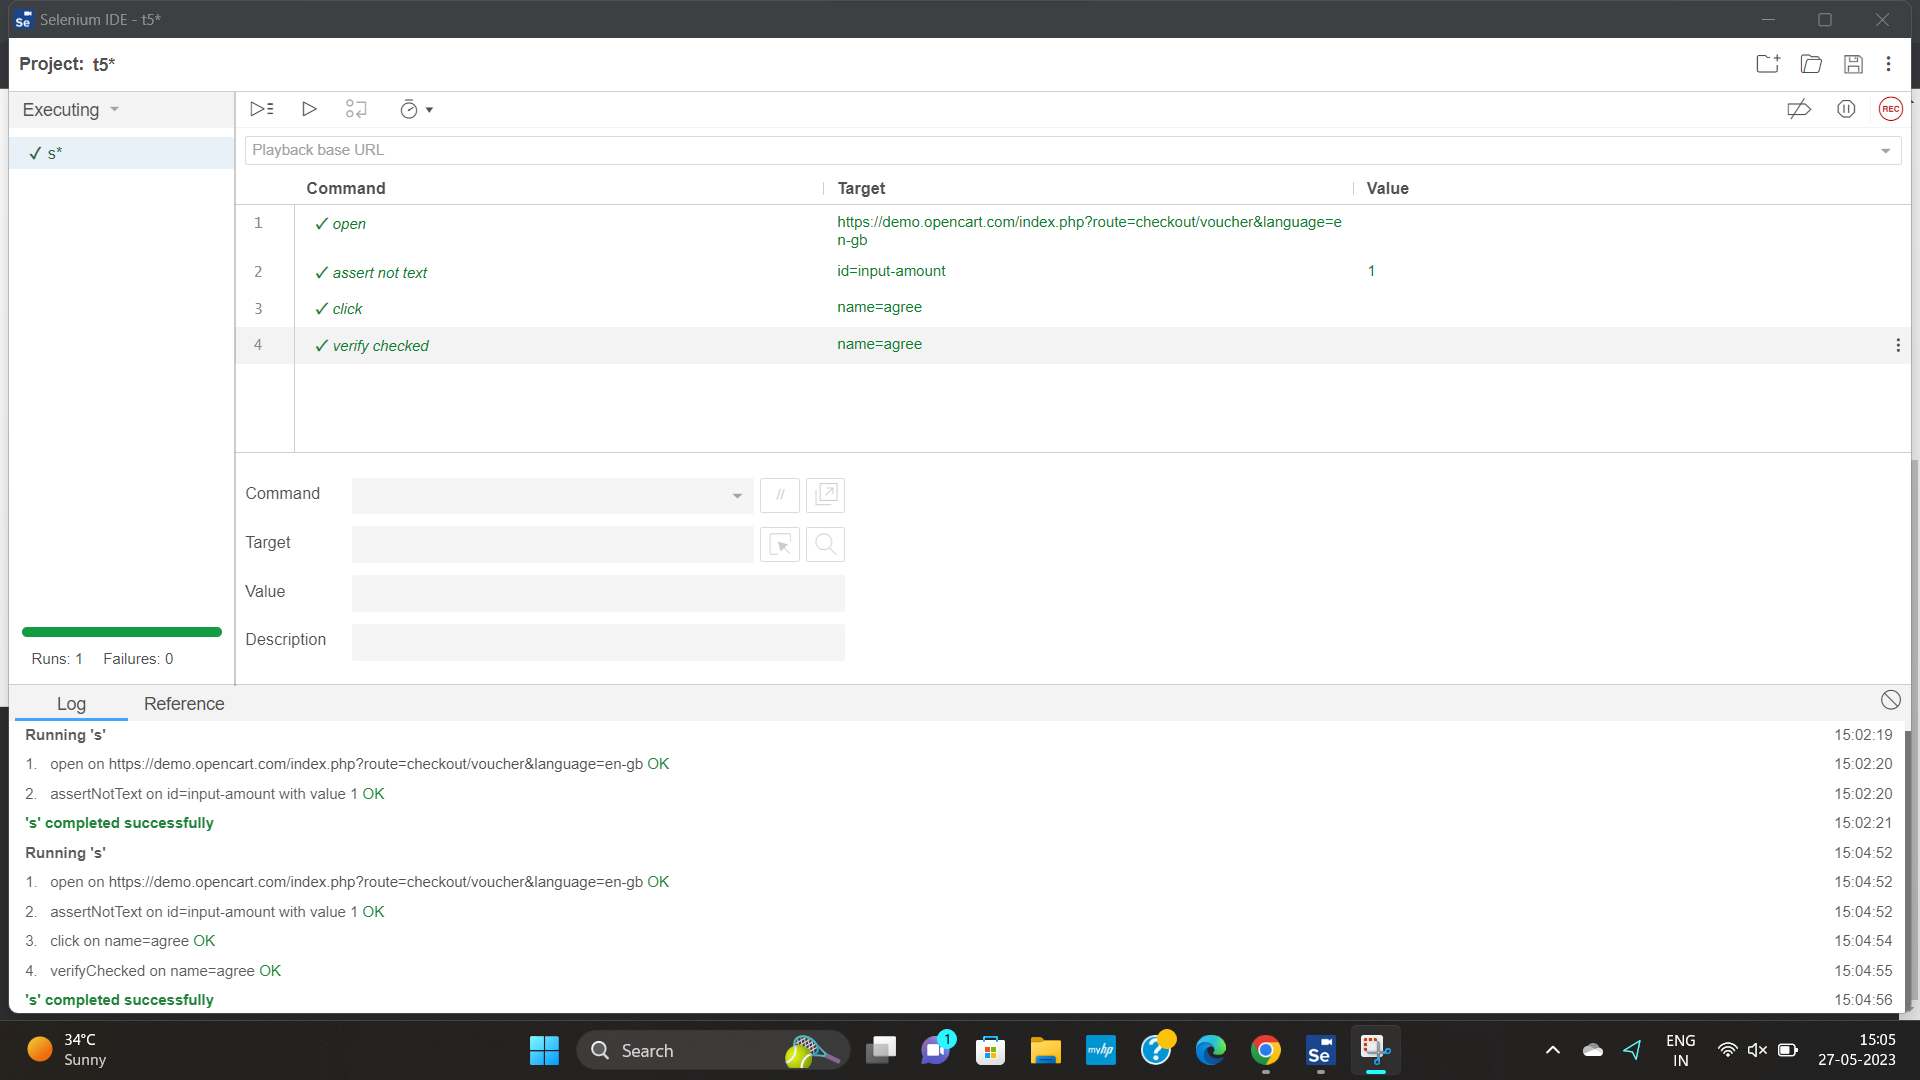 Selenium IDE - t5*
Project: t5*
Executing
✓ s*
REC
Playback base URL
Command Target Value
1 ✓ open https://demo.opencart.com/index.php?route=checkout/voucher&language=e
n-gb
2 ✓ assert not text id=input-amount 1
3 ✓ click name=agree
4 ✓ verify checked name=agree
Command //
Target
Value
Description
Runs: 1 Failures: 0
Log Reference
Running 's' 15:02:19
1. open on https://demo.opencart.com/index.php?route=checkout/voucher&language=en-gb OK 15:02:20
2. assertNotText on id=input-amount with value 1 OK 15:02:20
's' completed successfully 15:02:21
Running 's' 15:04:52
1. open on https://demo.opencart.com/index.php?route=checkout/voucher&language=en-gb OK 15:04:52
2. assertNotText on id=input-amount with value 1 OK 15:04:52
3. click on name=agree OK 15:04:54
4. verifyChecked on name=agree OK 15:04:55
's' completed successfully 15:04:56
34°C
Sunny
Search
1
myhp
?
Se
ENG
IN
15:05
27-05-2023